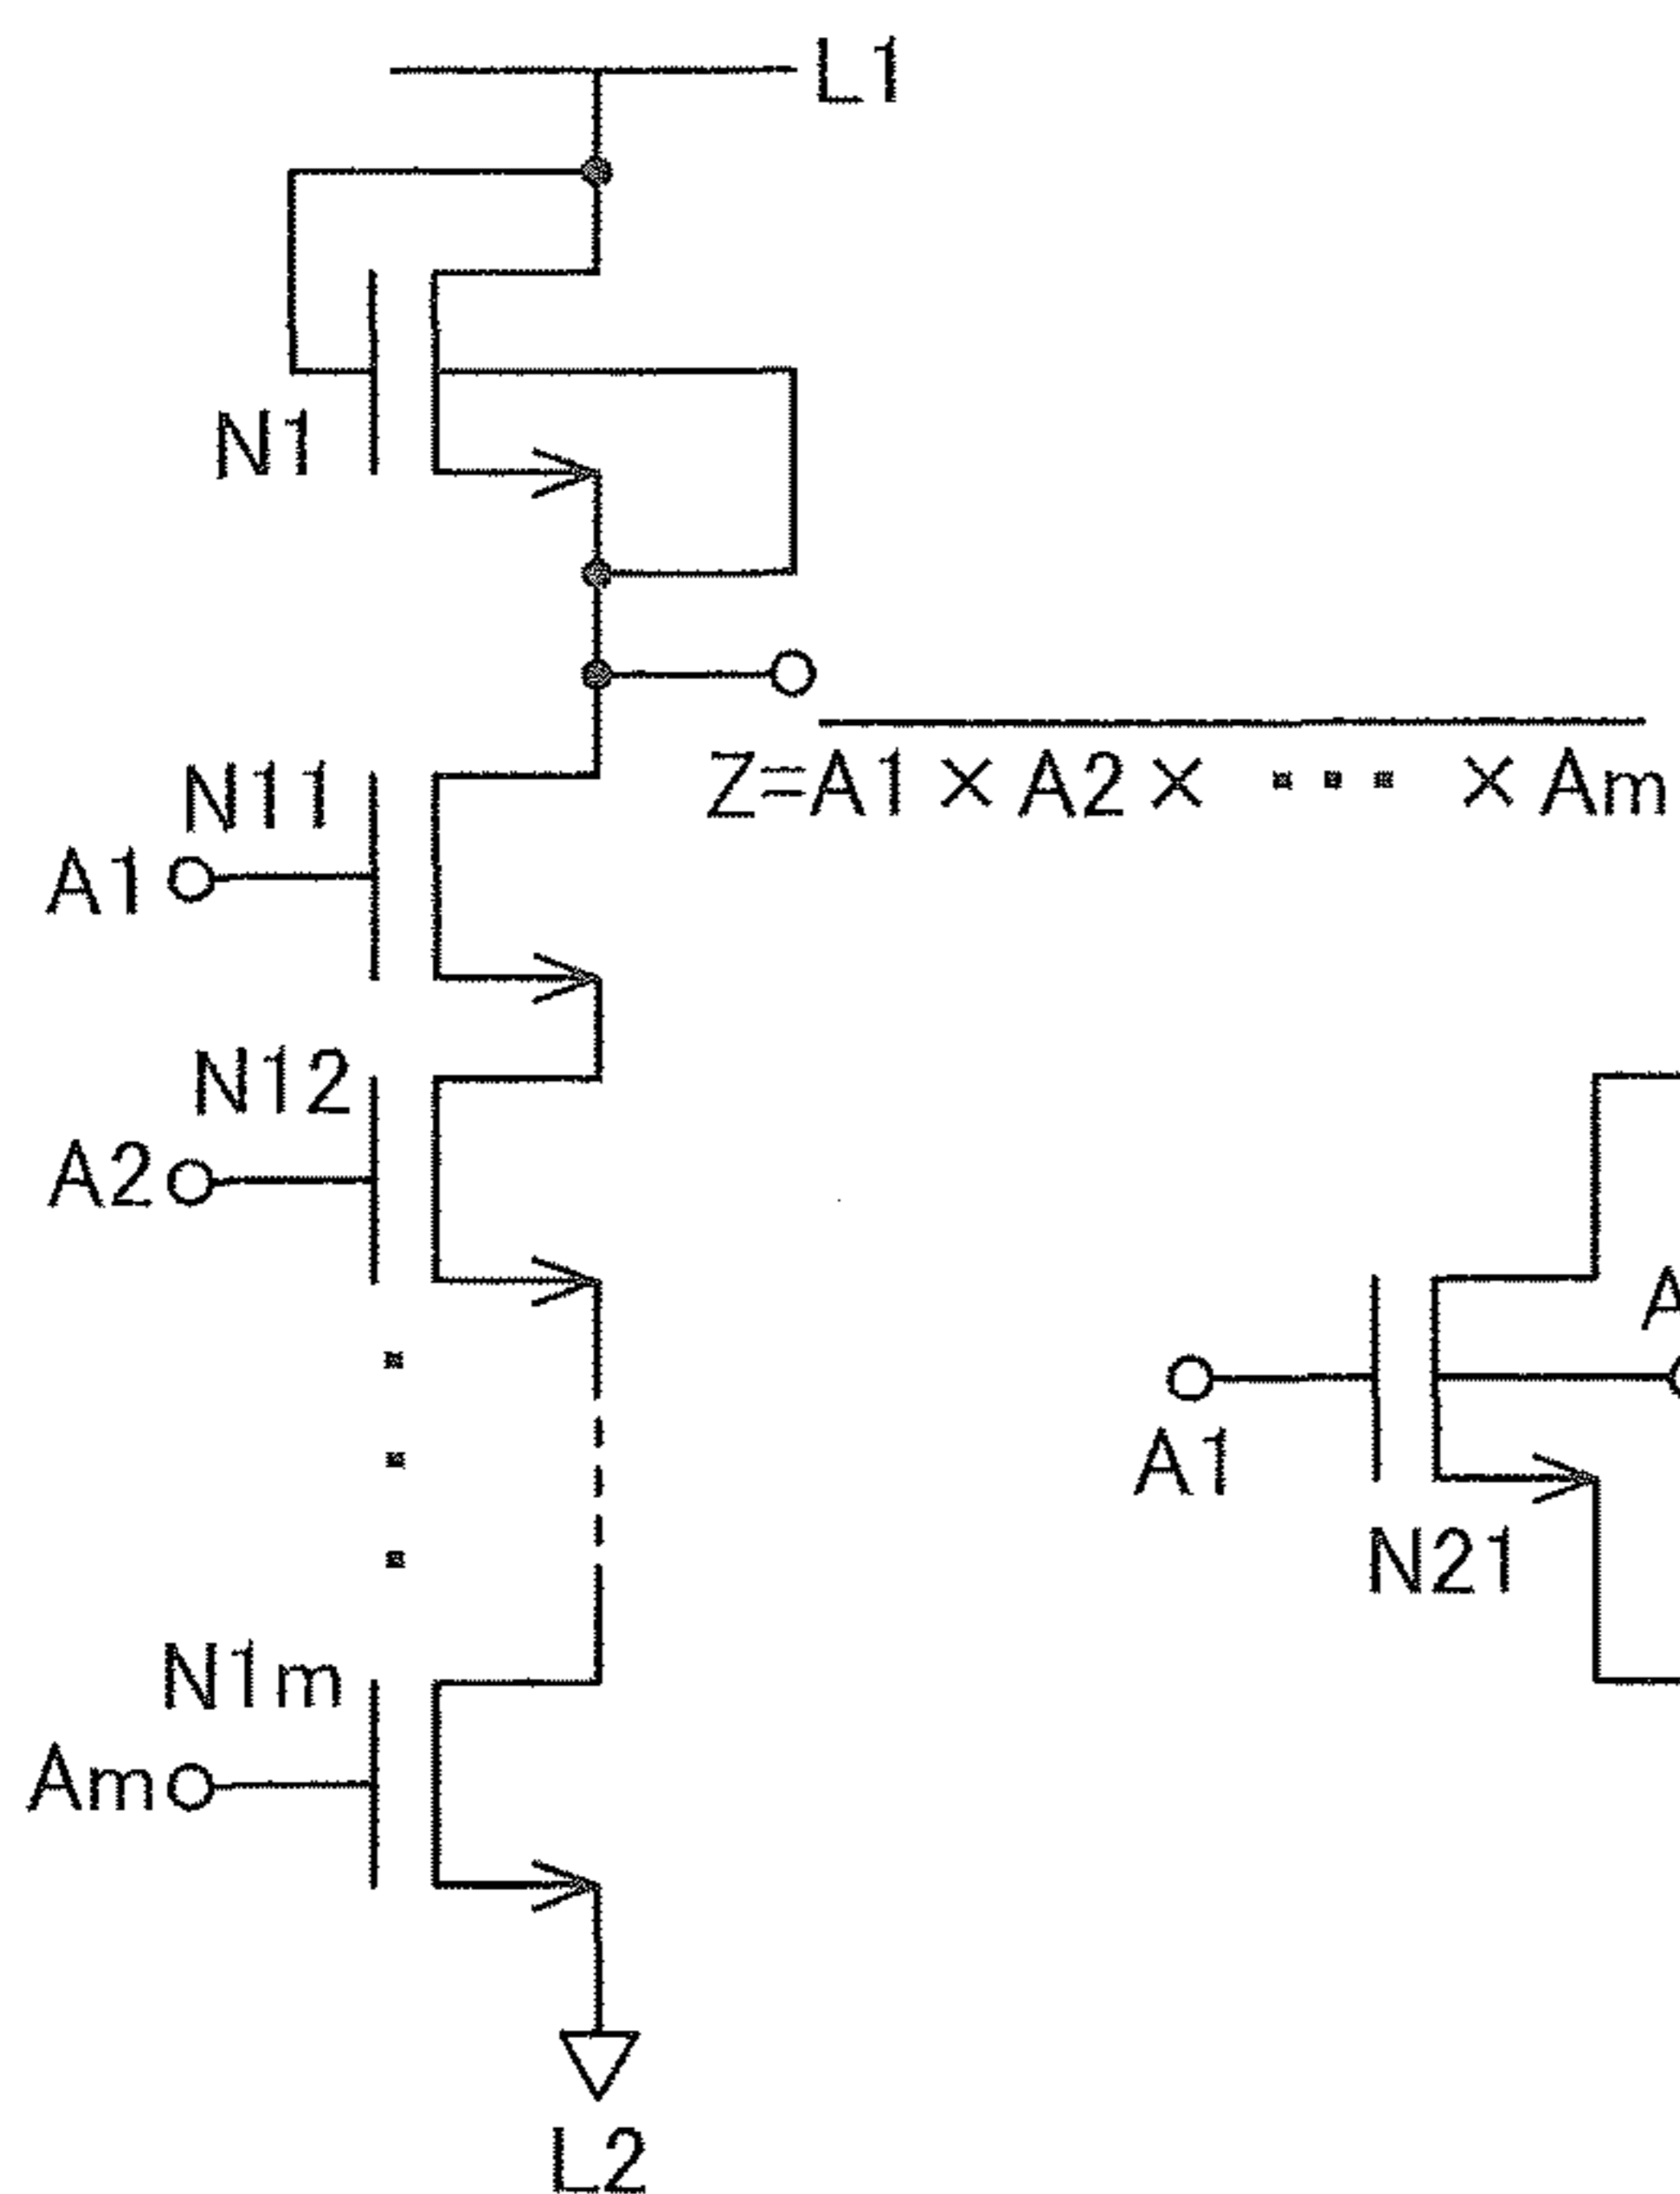 L1
N1
Z=A1 × A2 × ▪ ▪ ▪ × Am
N11
A1
N12
A2
A1
N21
N1m
Am
L2